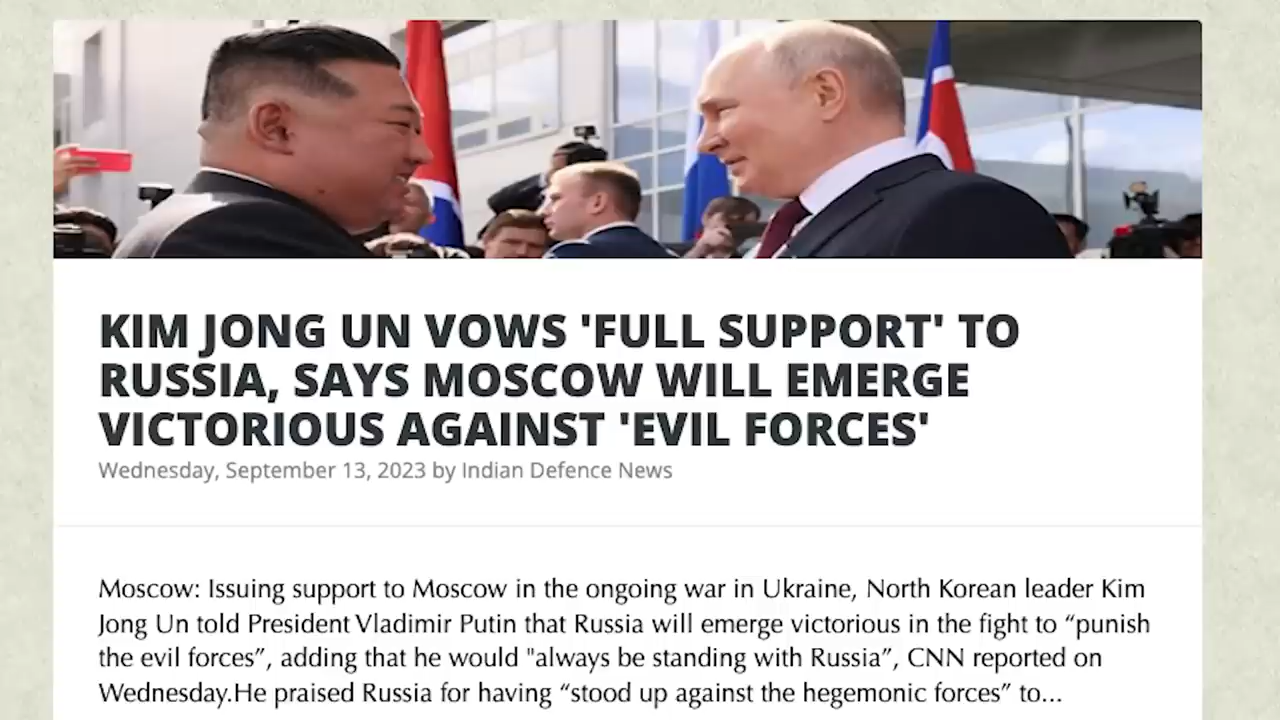 KIM JONG UN VOWS 'FULL SUPPORT' TO
RUSSIA, SAYS MOSCOW WILL EMERGE
VICTORIOUS AGAINST 'EVIL FORCES'
Wednesday, September 13, 2023 by Indian Defence News
Moscow: Issuing support to Moscow in the ongoing war in Ukraine, North Korean leader Kim
Jong Un told President Vladimir Putin that Russia will emerge victorious in the fight to “punish
the evil forces”, adding that he would "always be standing with Russia”, CNN reported on
Wednesday.He praised Russia for having “stood up against the hegemonic forces” to...